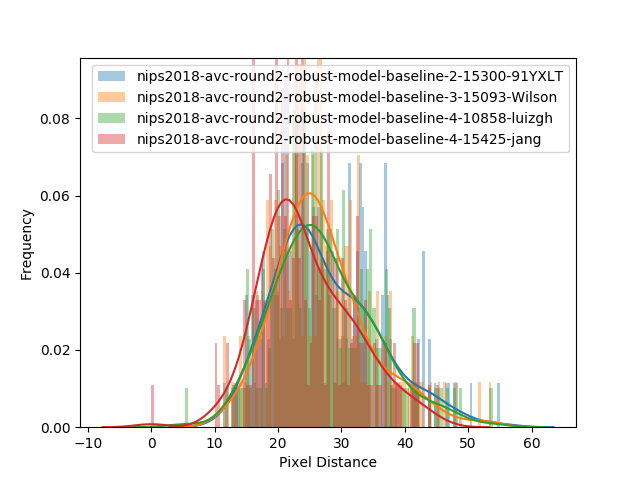 nips2018-avc-round2-robust-model-baseline-2-15300-91YXLT
nips2018-avc-round2-robust-model-baseline-3-15093-Wilson
nips2018-avc-round2-robust-model-baseline-4-10858-luizgh
nips2018-avc-round2-robust-model-baseline-4-15425-jang
0.08
0.06
0.04
0.02
0.00
Frequency
−10 0 10 20 30 40 50 60
Pixel Distance